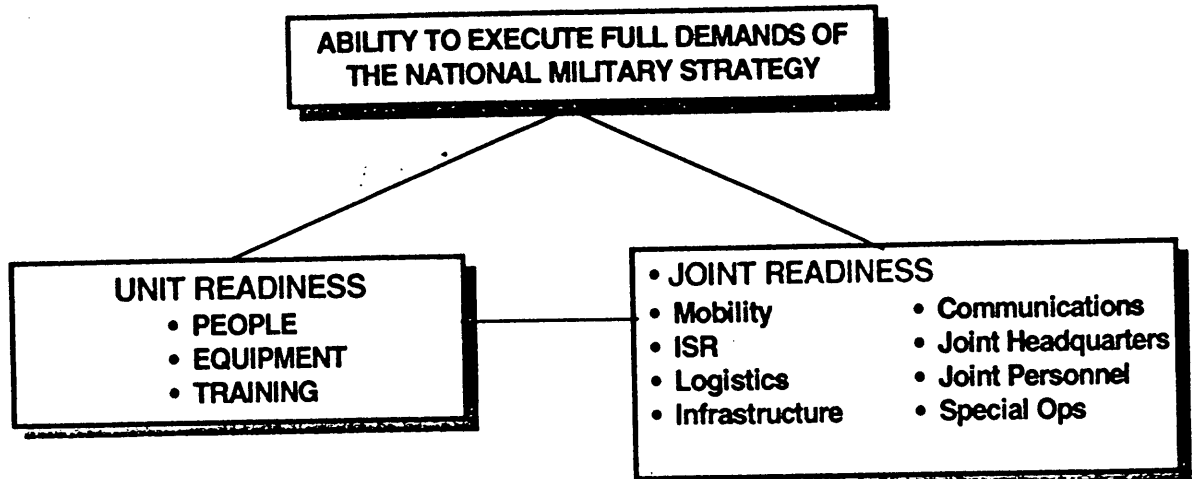 ABILITY TO EXECUTE FULL DEMANDS OF
THE NATIONAL MILITARY STRATEGY
UNIT READINESS
• PEOPLE
• EQUIPMENT
• TRAINING
• JOINT READINESS
• Mobility
• ISR
• Logistics
• Infrastructure
• Communications
• Joint Headquarters
• Joint Personnel
• Special Ops